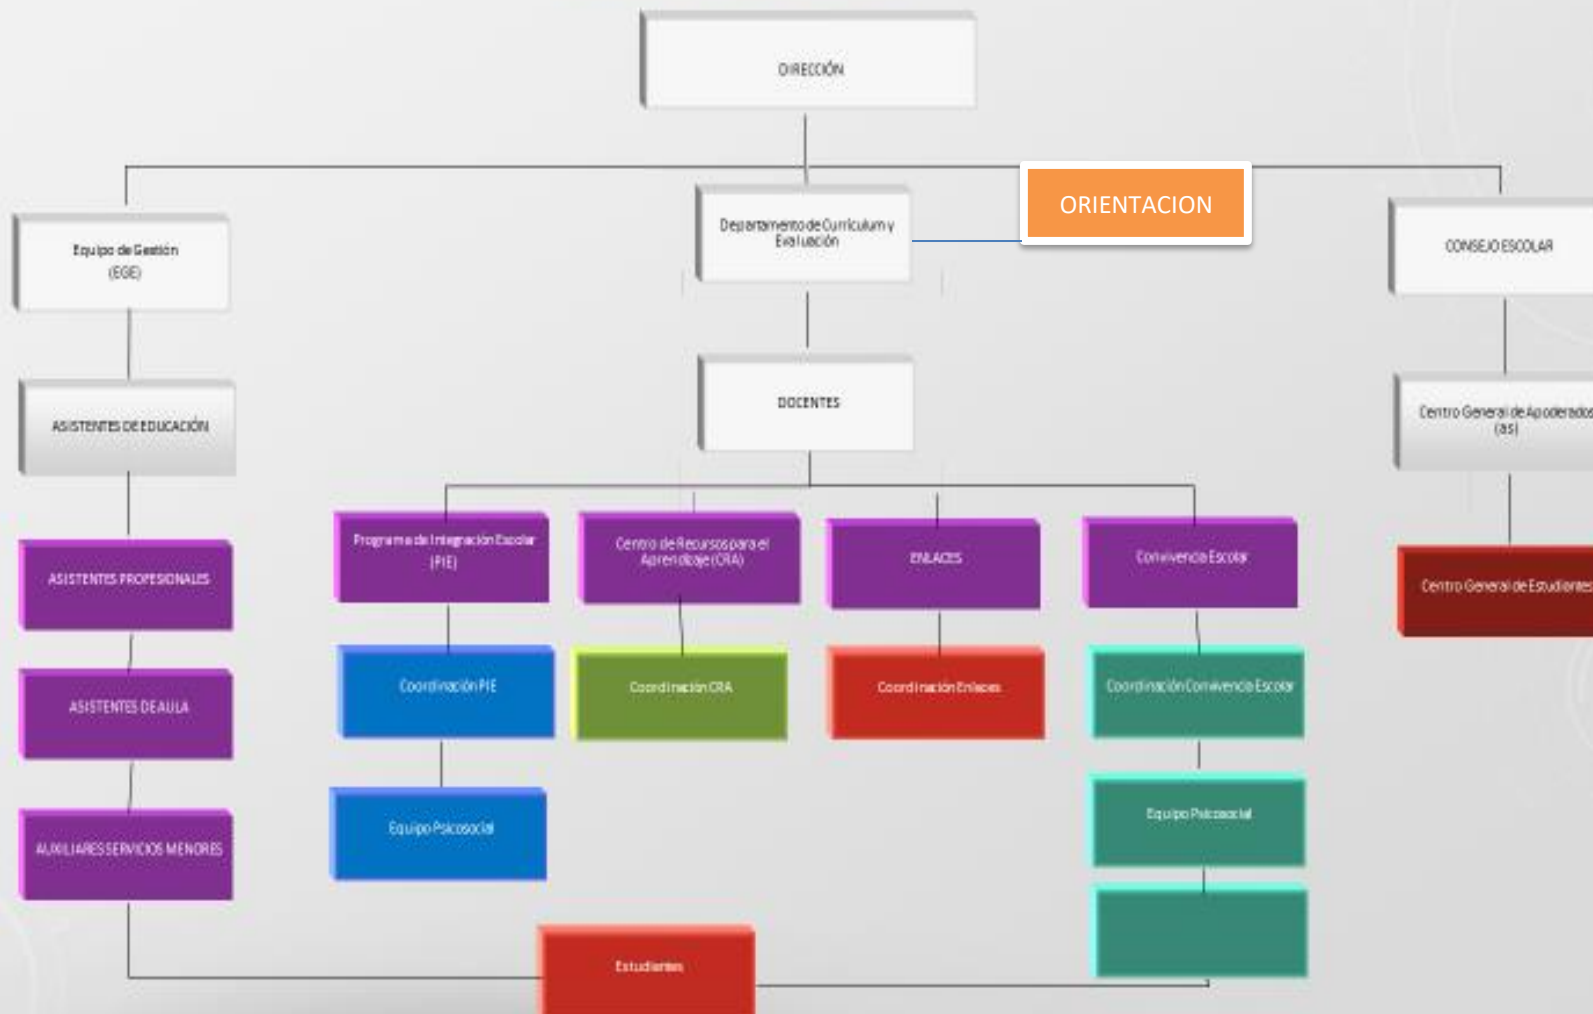 DIRECCIÓN
ORIENTACION
Departamento de Currículum y
Evaluación
Equipo de Gestión
(EGE)
CONSEJO ESCOLAR
DOCENTES
ASISTENTES DE EDUCACIÓN
Centro General de Apoderados
(as)
Programa de Integración Escolar
(PIE)
Centro de Recursos para el
Aprendizaje (CRA)
ENLACES
Convivencia Escolar
ASISTENTES PROFESIONALES
Centro General de Estudiantes
Coordinación PIE
Coordinación CRA
Coordinación Enlaces
Coordinación Convivencia Escolar
ASISTENTES DE AULA
Equipo Psicosocial
Equipo Psicosocial
AUXILIARES SERVICIOS MENORES
Estudiantes